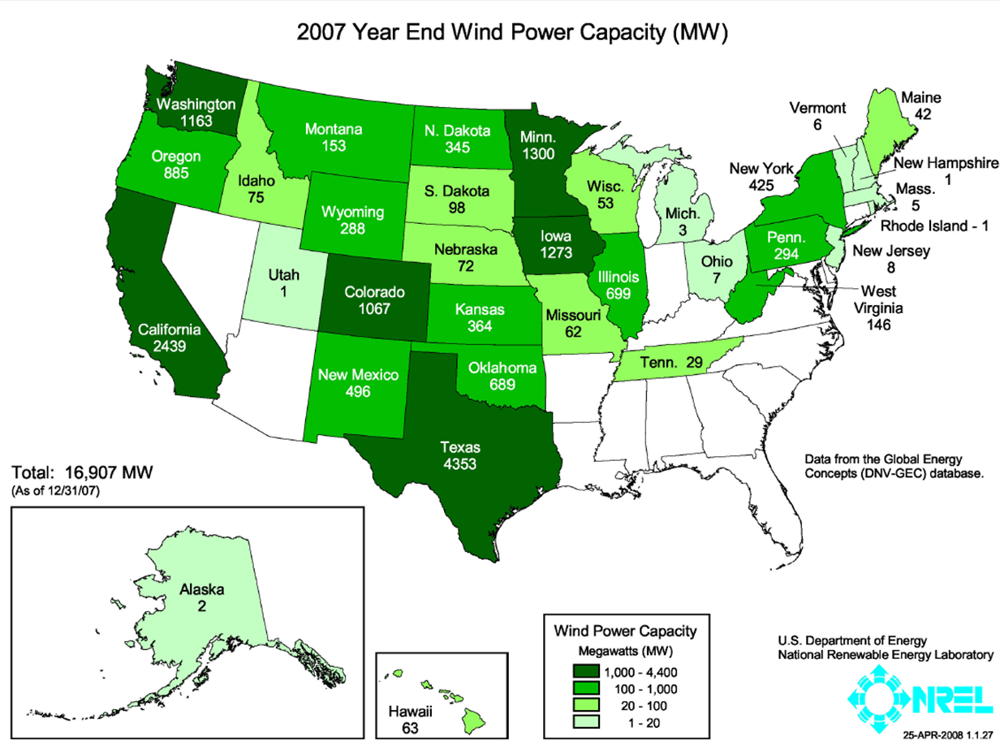 2007 Year End Wind Power Capacity (MW)
Washington
1163
Oregon
885
Idaho
75
Montana
153
Wyoming
288
N. Dakota
345
S. Dakota
98
Nebraska
72
Minn.
1300
Iowa
1273
Wisc.
53
Mich.
3
Illinois
699
Ohio
7
Missouri
62
Kansas
364
Colorado
1067
Utah
1
California
2439
New Mexico
496
Oklahoma
689
Texas
4353
Tenn. 29
Vermont
6
Maine
42
New York
425
New Hampshire
1
Mass.
5
Rhode Island - 1
Penn.
294
New Jersey
8
West
Virginia
146
Data from the Global Energy
Concepts (DNV-GEC) database.
Total: 16,907 MW
(As of 12/31/07)
Alaska
2
Hawaii
63
Wind Power Capacity
Megawatts (MW)
1,000 - 4,400
100 - 1,000
20 - 100
1 - 20
U.S. Department of Energy
National Renewable Energy Laboratory
NREL
25-APR-2008 1.1.27